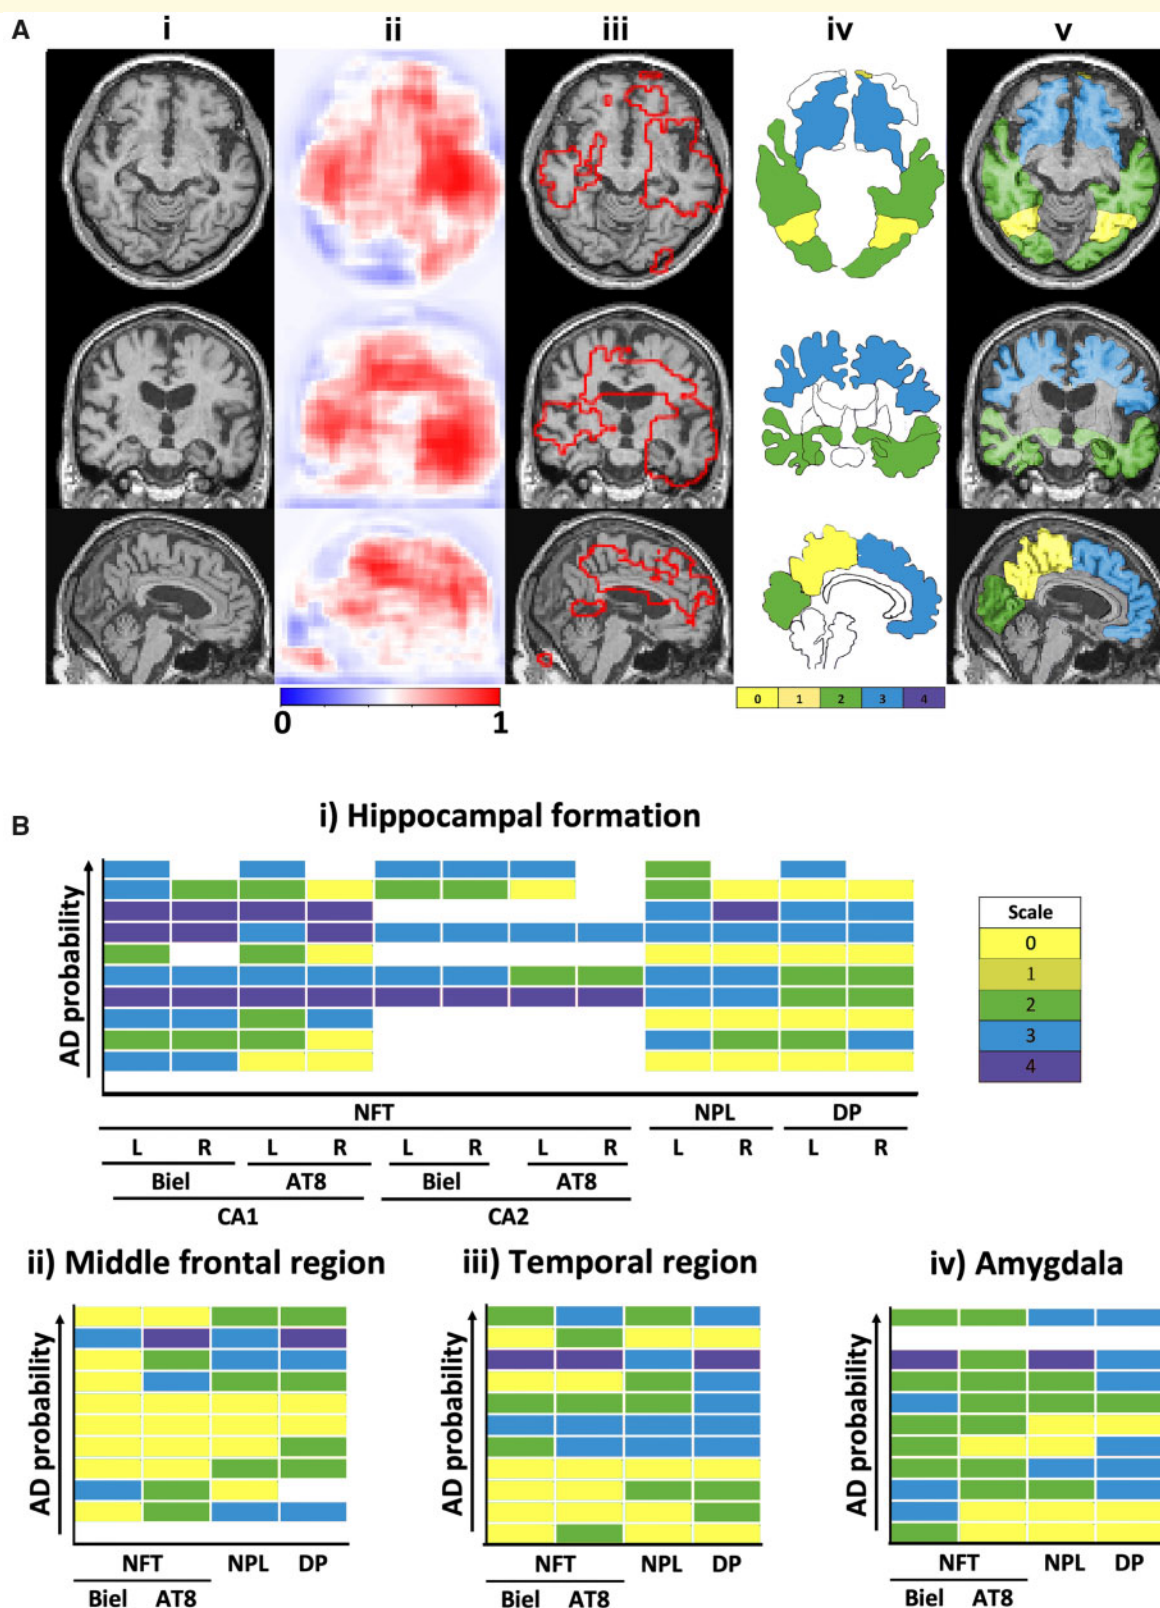 A
i ii iii iv v
0 1
0 1 2 3 4
B
i) Hippocampal formation
AD probability
Scale
0
1
2
3
4
NFT NPL DP
L R L R L R L R L R L R
Biel AT8 Biel AT8
CA1 CA2
ii) Middle frontal region
AD probability
NFT NPL DP
Biel AT8
iii) Temporal region
AD probability
NFT NPL DP
Biel AT8
iv) Amygdala
AD probability
NFT NPL DP
Biel AT8